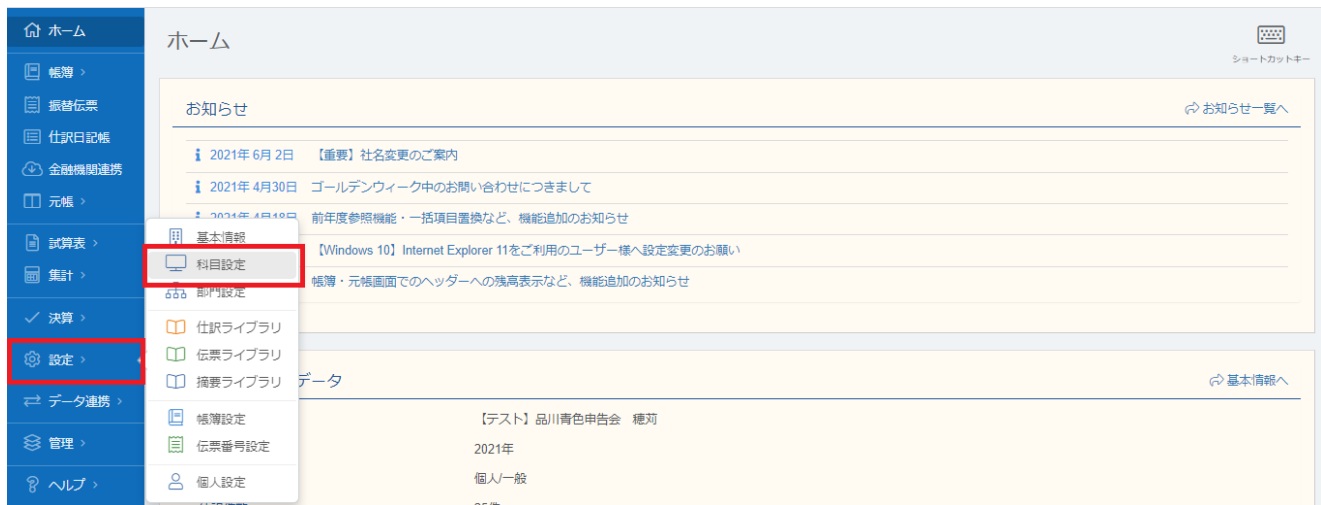 ホーム
帳簿
振替伝票
仕訳日記帳
金融機関連携
元帳
試算表
集計
決算
設定
データ連携
管理
ヘルプ
基本情報
科目設定
部門設定
仕訳ライブラリ
伝票ライブラリ
摘要ライブラリ
帳簿設定
伝票番号設定
個人設定
ホーム
ショートカットキー
お知らせ
お知らせ一覧へ
2021年 6月 2日 【重要】社名変更のご案内
2021年 4月30日 ゴールデンウィーク中のお問い合わせにつきまして
2021年 4月18日 前年度参照機能・一括項目置換など、機能追加のお知らせ
【Windows 10】Internet Explorer 11をご利用のユーザー様へ設定変更のお願い
帳簿・元帳画面でのヘッダーへの残高表示など、機能追加のお知らせ
データ
基本情報へ
【テスト】品川青色申告会 穂苅
2021年
個人/一般